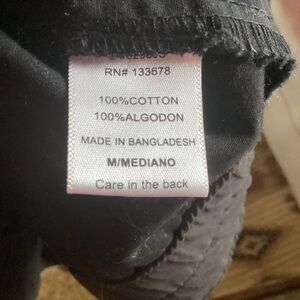 RN# 133678
100%COTTON
100%ALGODON
MADE IN BANGLADESH
M/MEDIANO
Care in the back